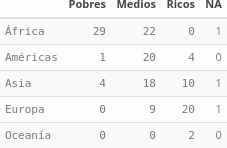 Pobres Medios Ricos NA
África 29 22 0 1
Américas 1 20 4 0
Asia 4 18 10 1
Europa 0 9 20 1
Oceanía 0 0 2 0